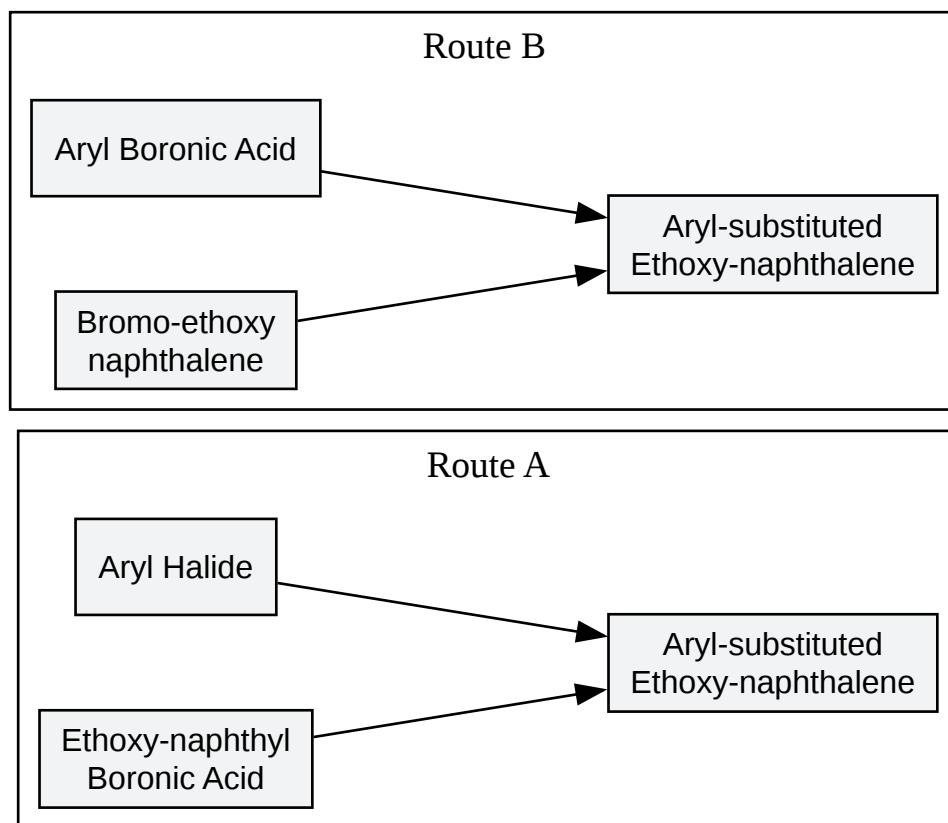 Route B
Aryl Boronic Acid
Aryl-substituted
Ethoxy-naphthalene
Bromo-ethoxy
naphthalene
Route A
Aryl Halide
Aryl-substituted
Ethoxy-naphthalene
Ethoxy-naphthyl
Boronic Acid